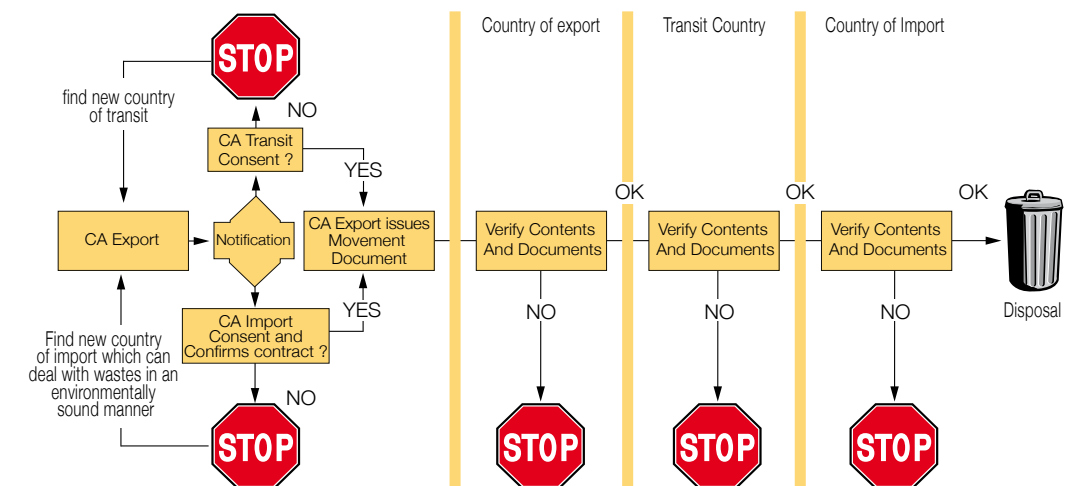 Country of export
Transit Country
Country of Import
STOP
find new country
of transit
NO
CA Transit
Consent ?
YES
OK
OK
OK
CA Export
Notification
CA Export issues
Movement
Document
Verify Contents
And Documents
Verify Contents
And Documents
Verify Contents
And Documents
Disposal
YES
CA Import
Consent and
Confirms contract ?
NO
NO
NO
Find new country
of import which can
deal with wastes in an
environmentally
sound manner
NO
STOP
STOP
STOP
STOP